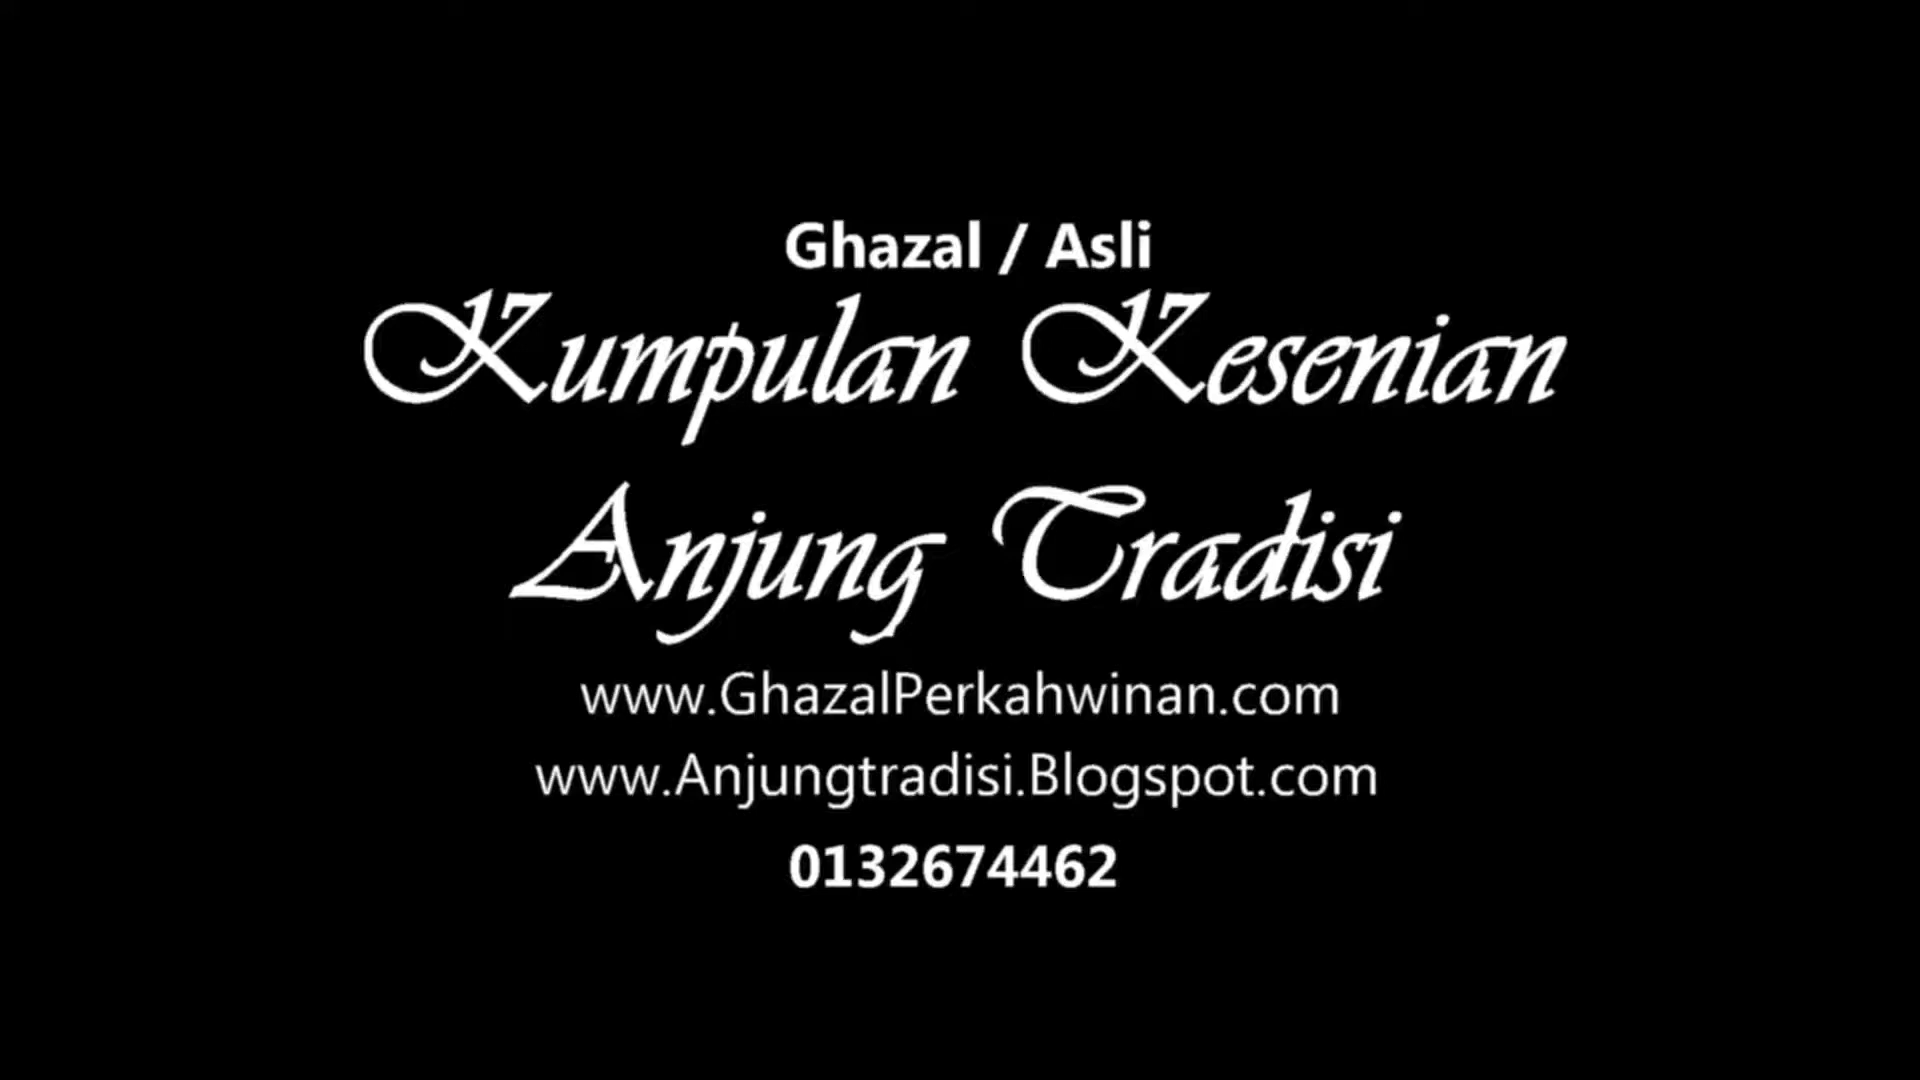 Ghazal / Asli
Kumpulan Kesenian
Anjung Tradisi
www.GhazalPerkahwinan.com
www.Anjungtradisi.Blogspot.com
0132674462